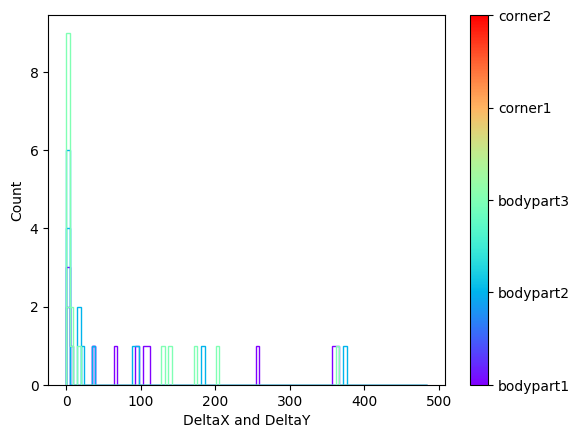 8
6
4
2
0
Count
0
100
200
300
400
500
DeltaX and DeltaY
corner2
corner1
bodypart3
bodypart2
bodypart1